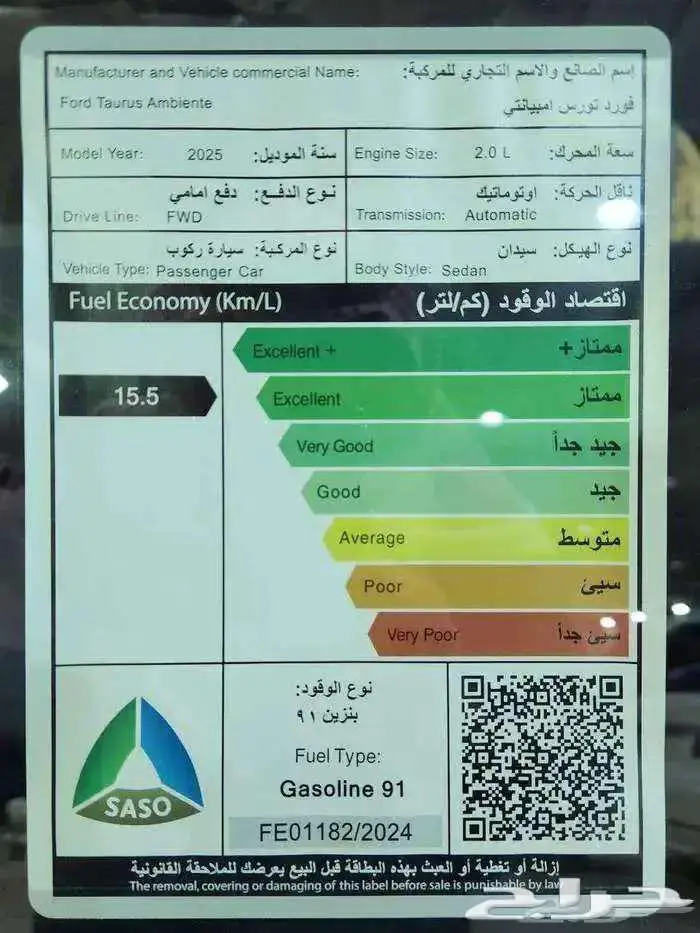 إسم الصانع والاسم التجاري للمركبة:
Manufacturer and Vehicle commercial Name:
فورد تورس امبيانتي
Ford Taurus Ambiente
Model Year: 2025 سنة الموديل:
Engine Size: 2.0 L سعة المحرك:
نوع الدفع: دفع امامي
Drive Line: FWD
ناقل الحركة: اوتوماتيك
Transmission: Automatic
نوع المركبة: سيارة ركوب
Vehicle Type: Passenger Car
نوع الهيكل: سيدان
Body Style: Sedan
Fuel Economy (Km/L) اقتصاد الوقود (كم/لتر)
Excellent + ممتاز+
15.5
Excellent ممتاز
Very Good جيد جداً
Good جيد
Average متوسط
Poor سيئ
Very Poor سيئ جداً
نوع الوقود:
بنزين ٩١
Fuel Type:
Gasoline 91
SASO
FE01182/2024
إزالة أو تغطية أو العبث بهذه البطاقة قبل البيع يعرضك للملاحقة القانونية
The removal, covering or damaging of this label before sale is punishable by law
حراج